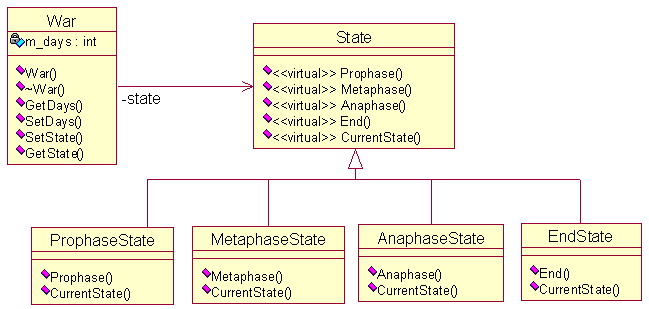 War
m_days : int
War()
~War()
GetDays()
SetDays()
SetState()
GetState()
-state
State
<<virtual>> Prophase()
<<virtual>> Metaphase()
<<virtual>> Anaphase()
<<virtual>> End()
<<virtual>> CurrentState()
ProphaseState
Prophase()
CurrentState()
MetaphaseState
Metaphase()
CurrentState()
AnaphaseState
Anaphase()
CurrentState()
EndState
End()
CurrentState()